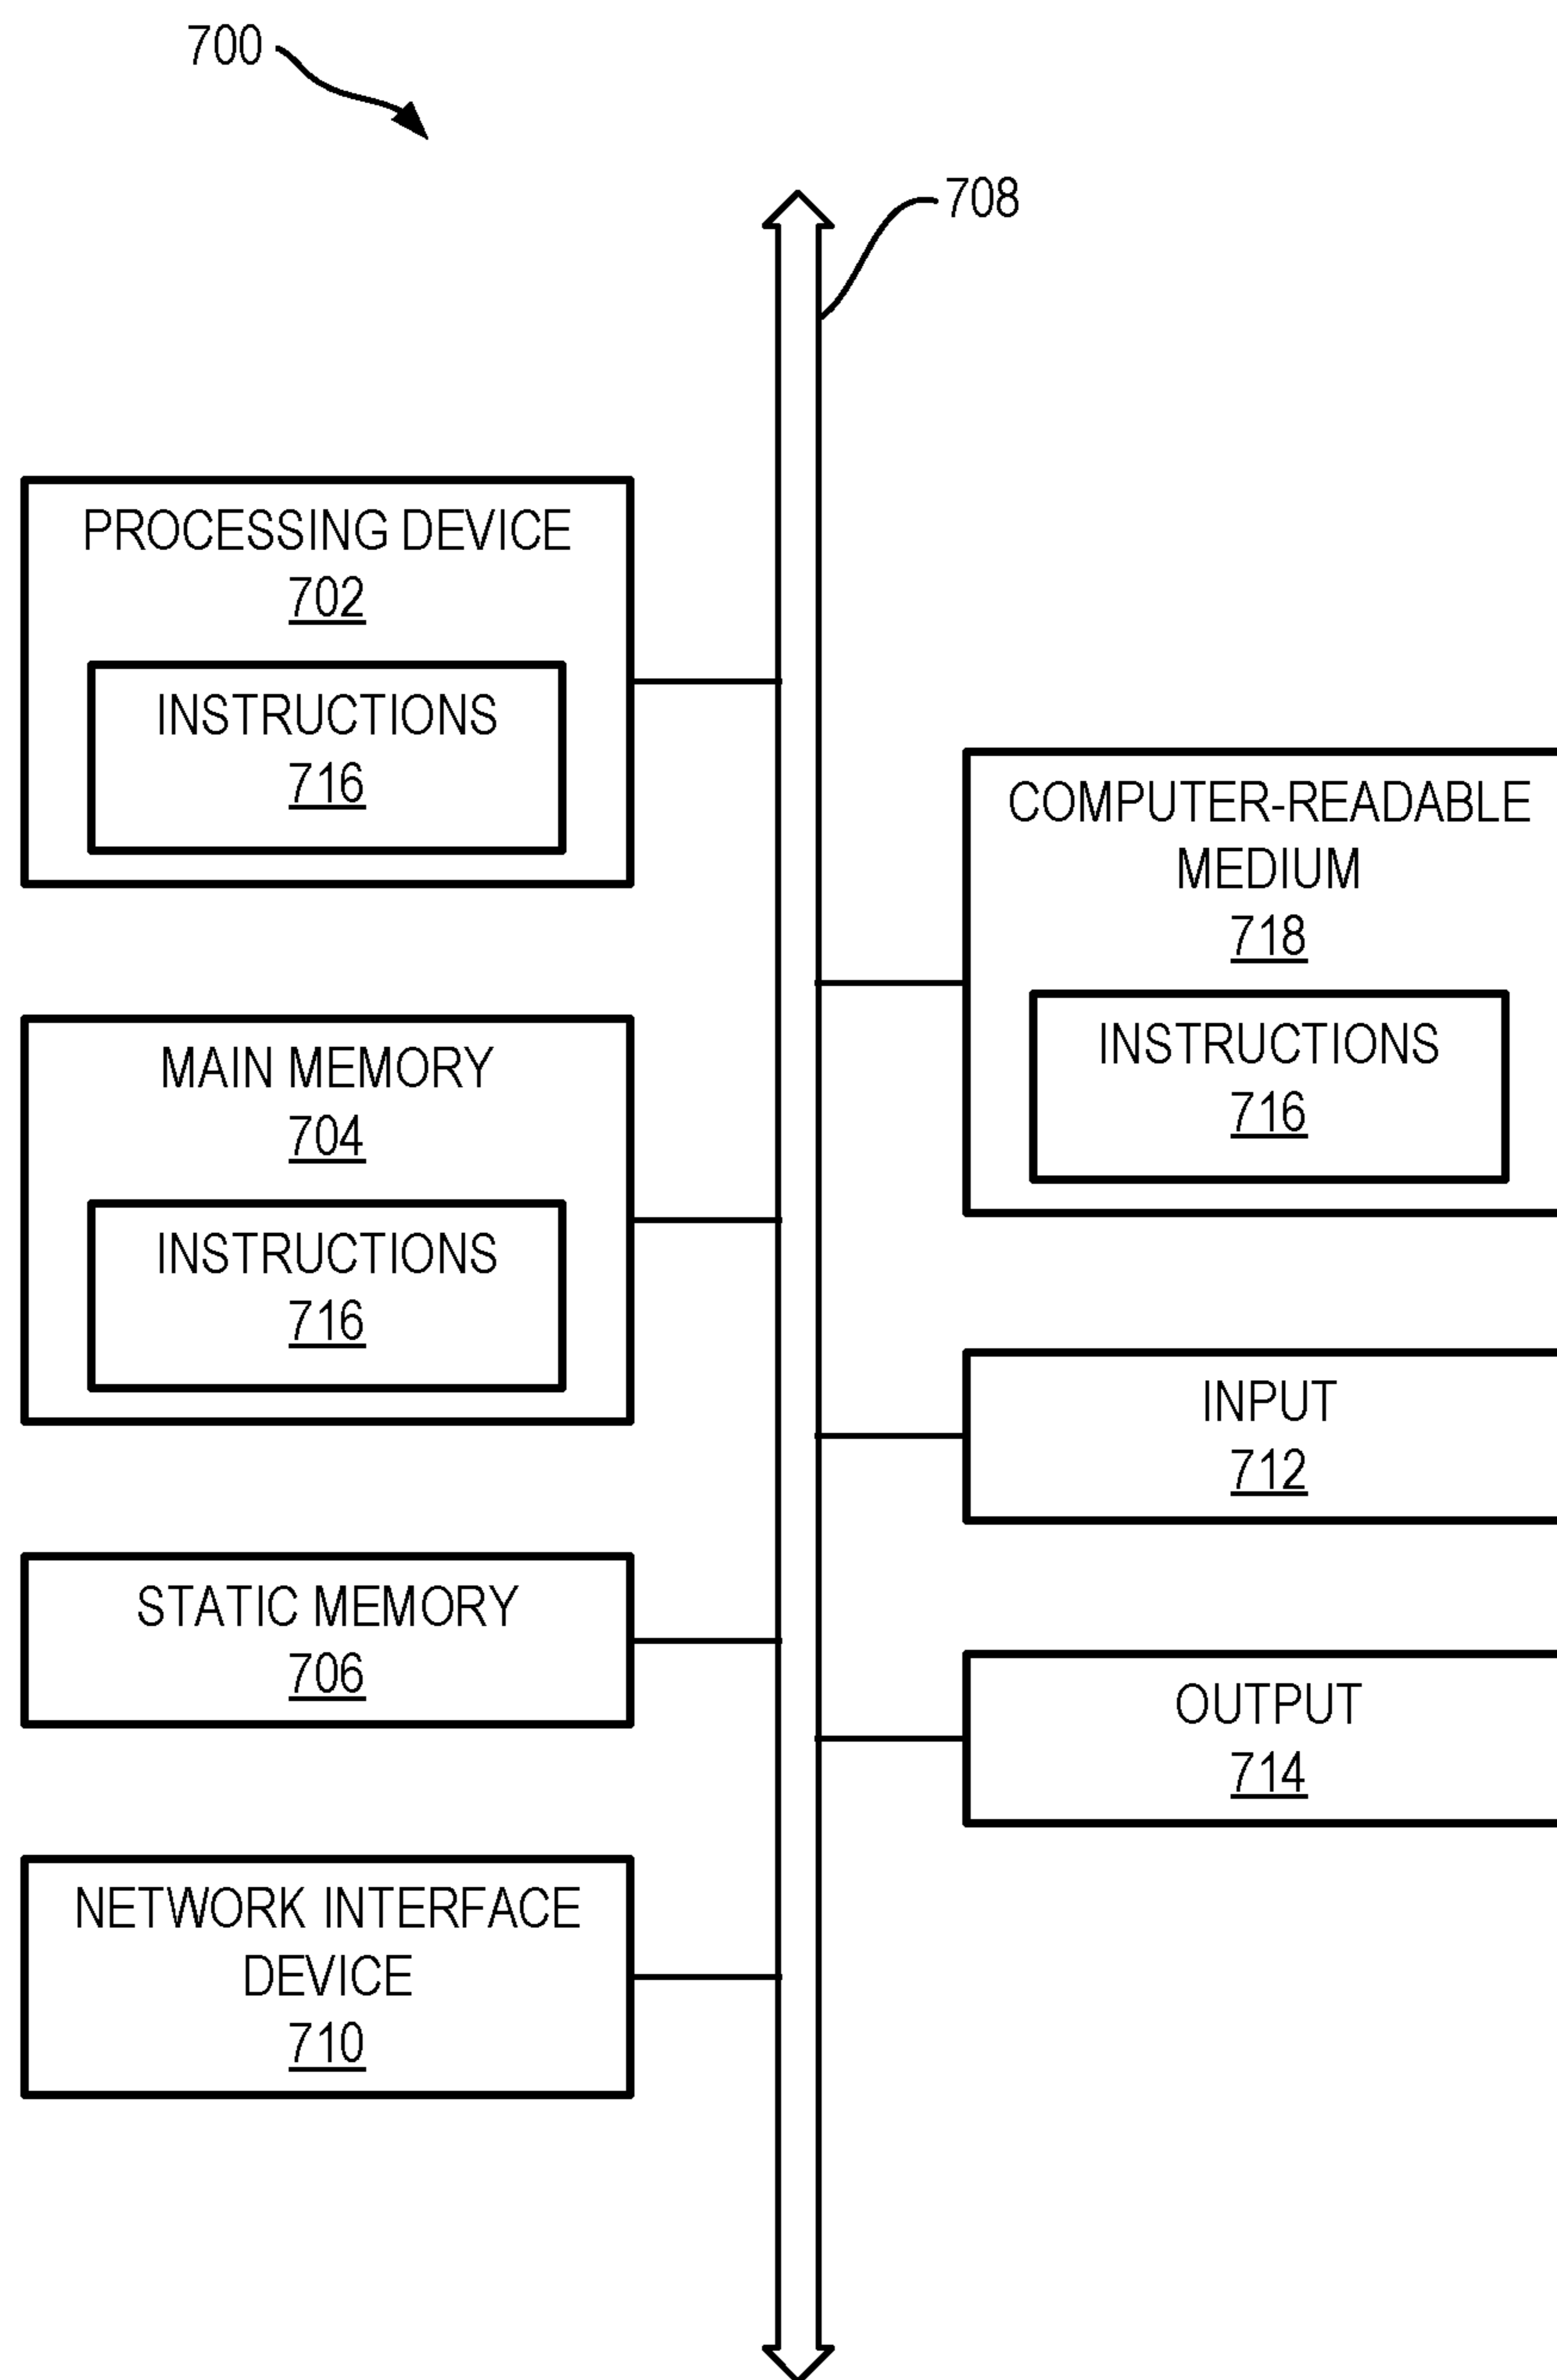 700
708
PROCESSING DEVICE
702
INSTRUCTIONS
716
MAIN MEMORY
704
INSTRUCTIONS
716
STATIC MEMORY
706
NETWORK INTERFACE
DEVICE
710
COMPUTER-READABLE
MEDIUM
718
INSTRUCTIONS
716
INPUT
712
OUTPUT
714